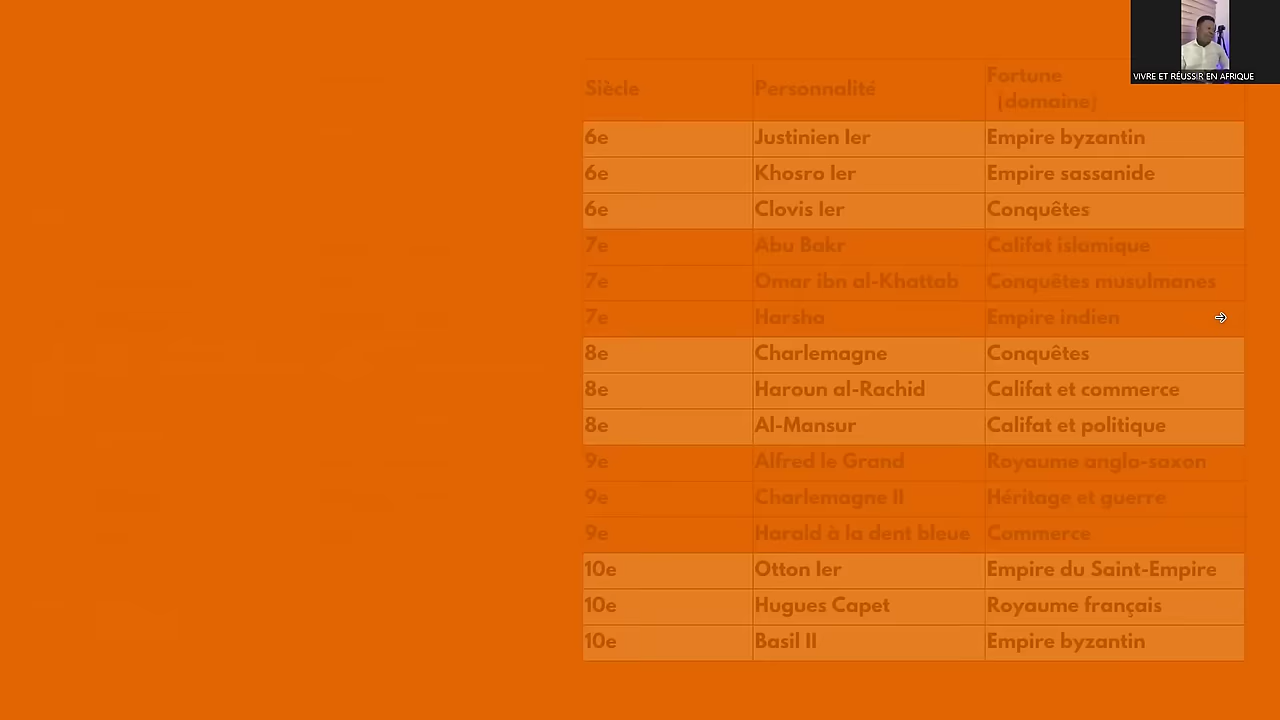 VIVRE ET RÉUSSIR EN AFRIQUE
Siècle Personnalité Fortune (domaine)
6e Justinien Ier Empire byzantin
6e Khosro Ier Empire sassanide
6e Clovis Ier Conquêtes
7e Abu Bakr Califat islamique
7e Omar ibn al-Khattab Conquêtes musulmanes
7e Harsha Empire indien
8e Charlemagne Conquêtes
8e Haroun al-Rachid Califat et commerce
8e Al-Mansur Califat et politique
9e Alfred le Grand Royaume anglo-saxon
9e Charlemagne II Héritage et guerre
9e Harald à la dent bleue Commerce
10e Otton Ier Empire du Saint-Empire
10e Hugues Capet Royaume français
10e Basil II Empire byzantin